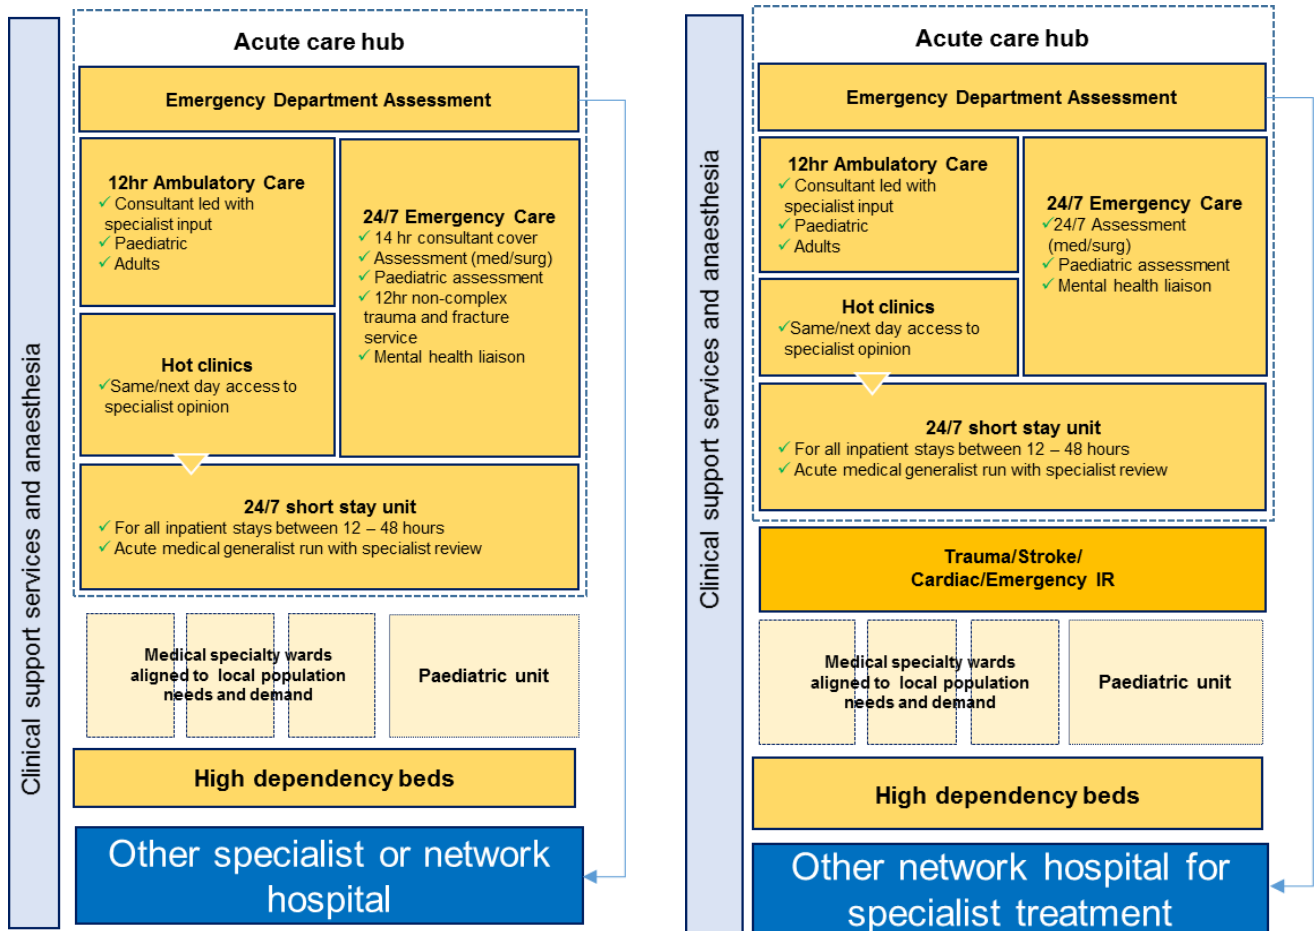 Clinical support services and anaesthesia
Acute care hub
Emergency Department Assessment
12hr Ambulatory Care
✓ Consultant led with
specialist input
✓ Paediatric
✓ Adults
24/7 Emergency Care
✓ 14 hr consultant cover
✓ Assessment (med/surg)
✓ Paediatric assessment
✓ 12hr non-complex
trauma and fracture
service
✓ Mental health liaison
Hot clinics
✓ Same/next day access to
specialist opinion
24/7 short stay unit
✓ For all inpatient stays between 12 – 48 hours
✓ Acute medical generalist run with specialist review
Medical specialty wards
aligned to local population
needs and demand
Paediatric unit
High dependency beds
Other specialist or network
hospital
Clinical support services and anaesthesia
Acute care hub
Emergency Department Assessment
12hr Ambulatory Care
✓ Consultant led with
specialist input
✓ Paediatric
✓ Adults
24/7 Emergency Care
✓ 24/7 Assessment
(med/surg)
✓ Paediatric assessment
✓ Mental health liaison
Hot clinics
✓ Same/next day access to
specialist opinion
24/7 short stay unit
✓ For all inpatient stays between 12 – 48 hours
✓ Acute medical generalist run with specialist review
Trauma/Stroke/
Cardiac/Emergency IR
Medical specialty wards
aligned to local population
needs and demand
Paediatric unit
High dependency beds
Other network hospital for
specialist treatment